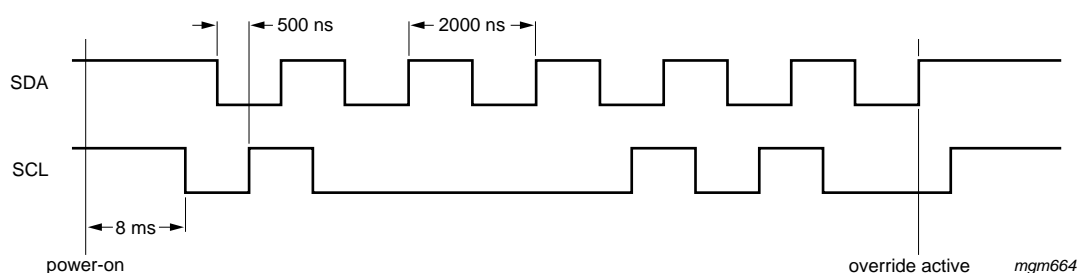 500 ns
2000 ns
SDA
SCL
8 ms
power-on
override active
mgm664